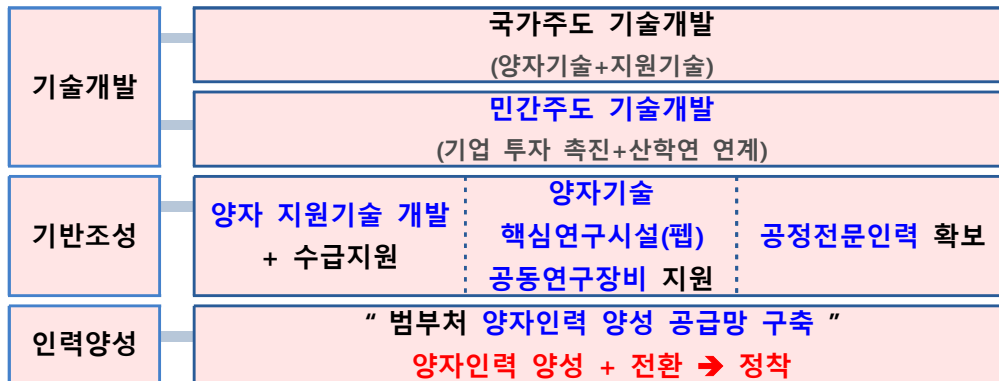 기술개발
국가주도 기술개발
(양자기술+지원기술)
민간주도 기술개발
(기업 투자 촉진+산학연 연계)
기반조성
양자 지원기술 개발
+ 수급지원
양자기술
핵심연구시설(펩)
공동연구장비 지원
공정전문인력 확보
인력양성
“ 범부처 양자인력 양성 공급망 구축 ”
양자인력 양성 + 전환 ➔ 정착